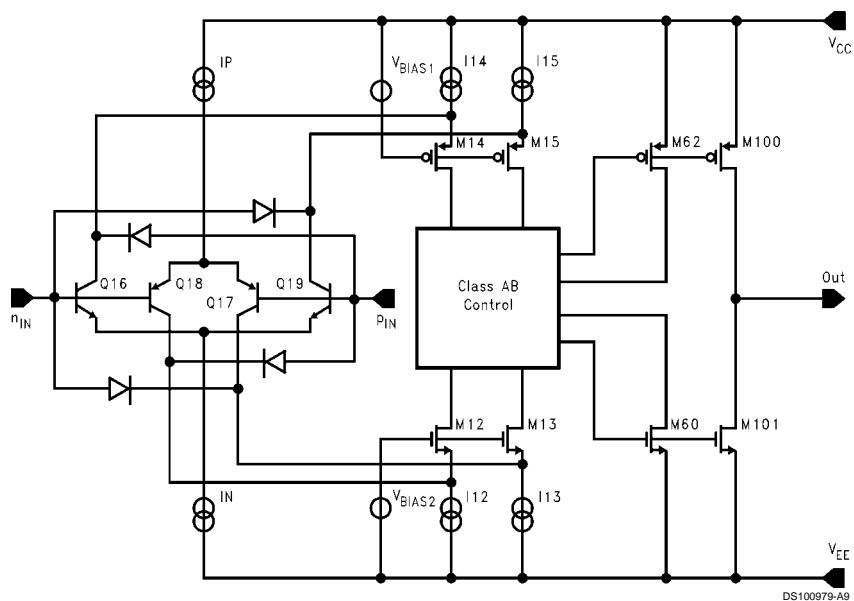 IP
VBIAS1
I14
I15
VCC
M14
M15
M62
M100
Q16
Q18
Q17
Q19
nIN
pIN
Class AB
Control
Out
M12
M13
M60
M101
IN
VBIAS2
I12
I13
VEE
DS100979-A9